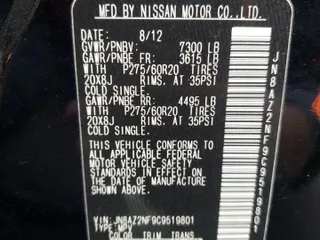 MFD BY NISSAN MOTOR CO.,LTD.
DATE: 8/12
GVWR/PNBV: 7300 LB
GAWR/PNBE FR: 3615 LB
WITH P275/60R20 TIRES
20X8J RIMS AT 35PSI
COLD SINGLE.
GAWR/PNBE RR: 4495 LB
WITH P275/60R20 TIRES
20X8J RIMS AT 35PSI
COLD SINGLE.
THIS VEHICLE CONFORMS
TO ALL APPLICABLE FEDERAL
MOTOR VEHICLE SAFETY
STANDARDS IN EFFECT ON
THE DATE OF MANUFACTURE
SHOWN ABOVE.
VIN:JN8AZ2NF9C9519801
TYPE:MPV
COLOR TRIM TRANS
JN8AZ2NF9C9519801